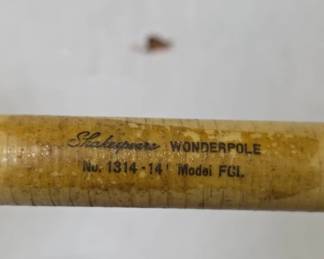 Shakespeare WONDERPOLE
No. 1314-14' Model FGL